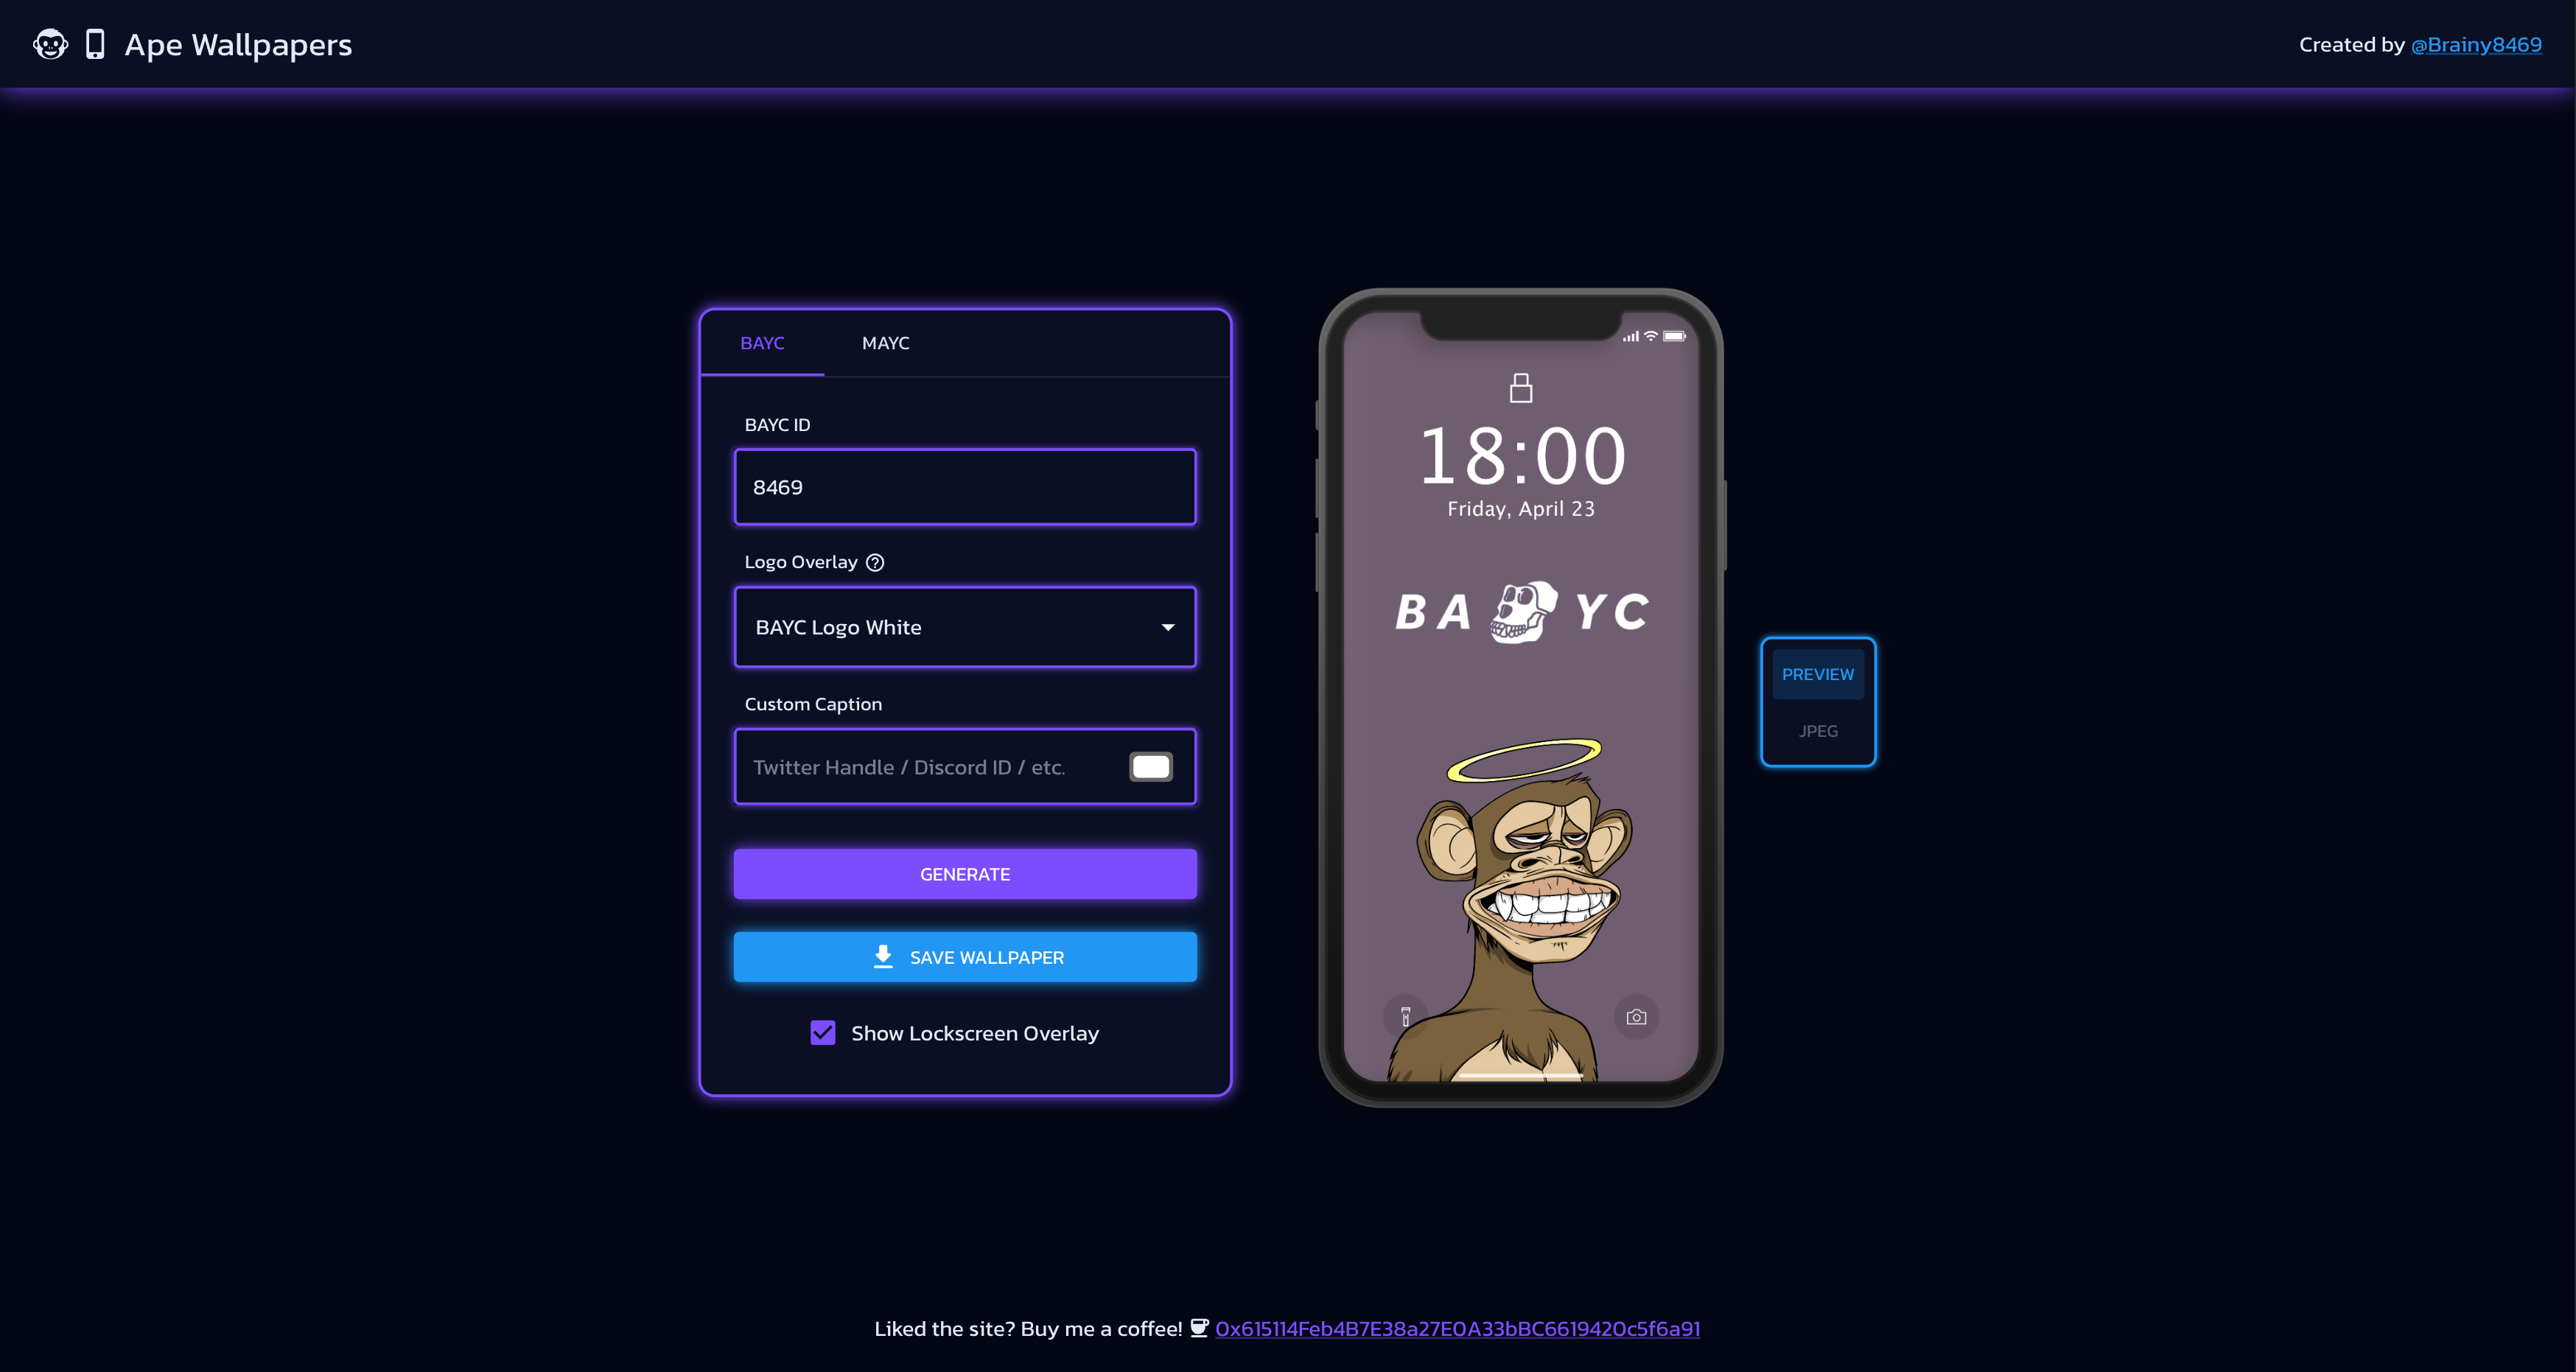 Ape Wallpapers
Created by @Brainy8469
BAYC
MAYC
BAYC ID
8469
Logo Overlay
BAYC Logo White
Custom Caption
Twitter Handle / Discord ID / etc.
GENERATE
SAVE WALLPAPER
Show Lockscreen Overlay
18:00
Friday, April 23
BA YC
PREVIEW
JPEG
Liked the site? Buy me a coffee! 0x615114Feb4B7E38a27E0A33bBC6619420c5f6a91